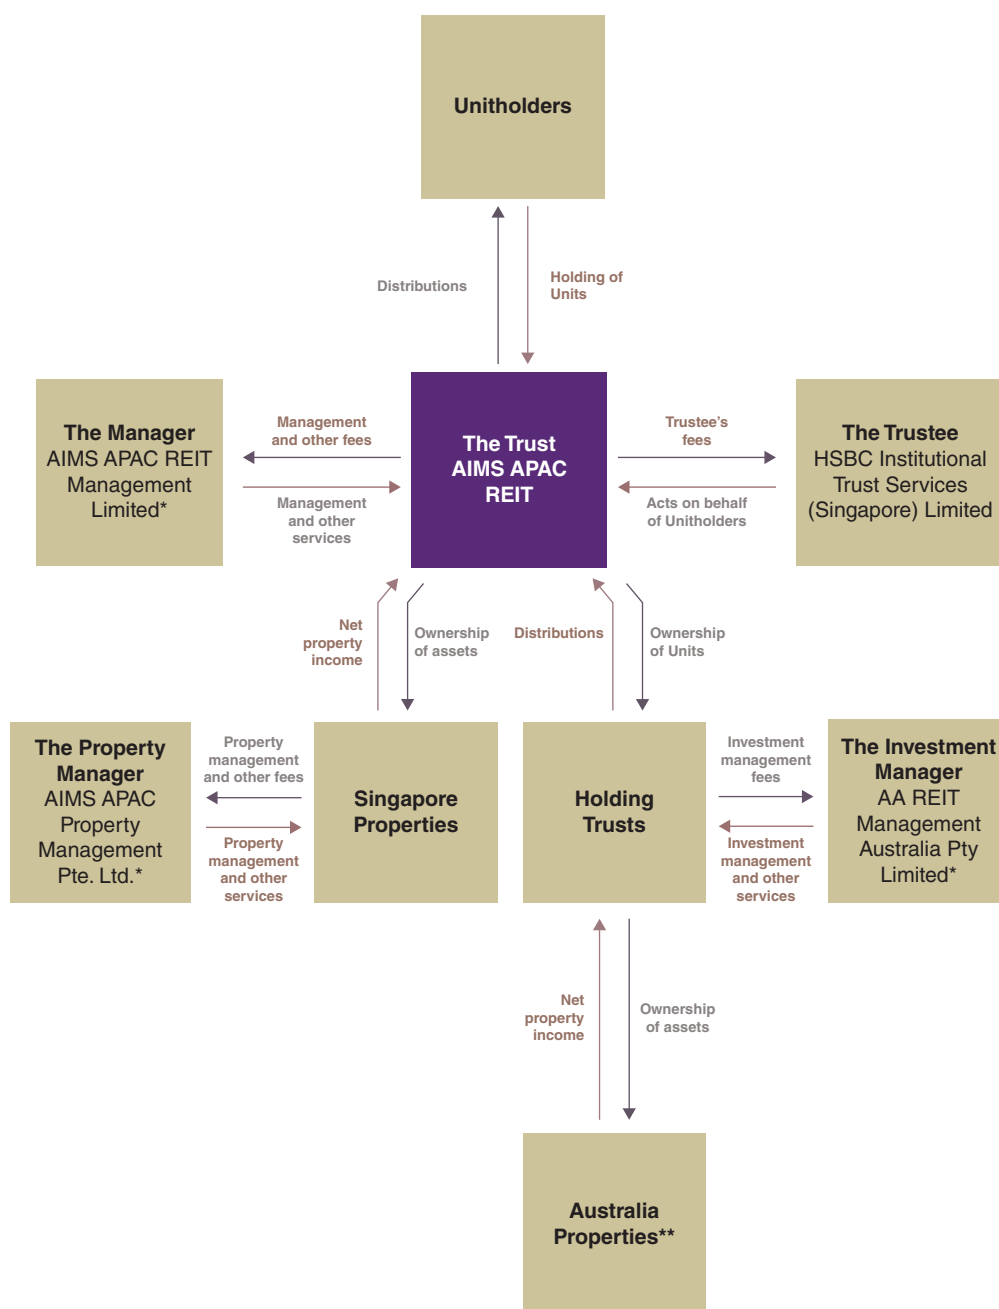 Unitholders
Distributions
Holding of
Units
The Manager
AIMS APAC REIT
Management
Limited*
Management
and other fees
Management
and other
services
The Trust
AIMS APAC
REIT
Trustee's
fees
Acts on behalf
of Unitholders
The Trustee
HSBC Institutional
Trust Services
(Singapore) Limited
Net
property
income
Ownership
of assets
Distributions
Ownership
of Units
The Property
Manager
AIMS APAC
Property
Management
Pte. Ltd.*
Property
management
and other fees
Property
management
and other
services
Singapore
Properties
Holding
Trusts
Investment
management
fees
Investment
management
and other
services
The Investment
Manager
AA REIT
Management
Australia Pty
Limited*
Net
property
income
Ownership
of assets
Australia
Properties**